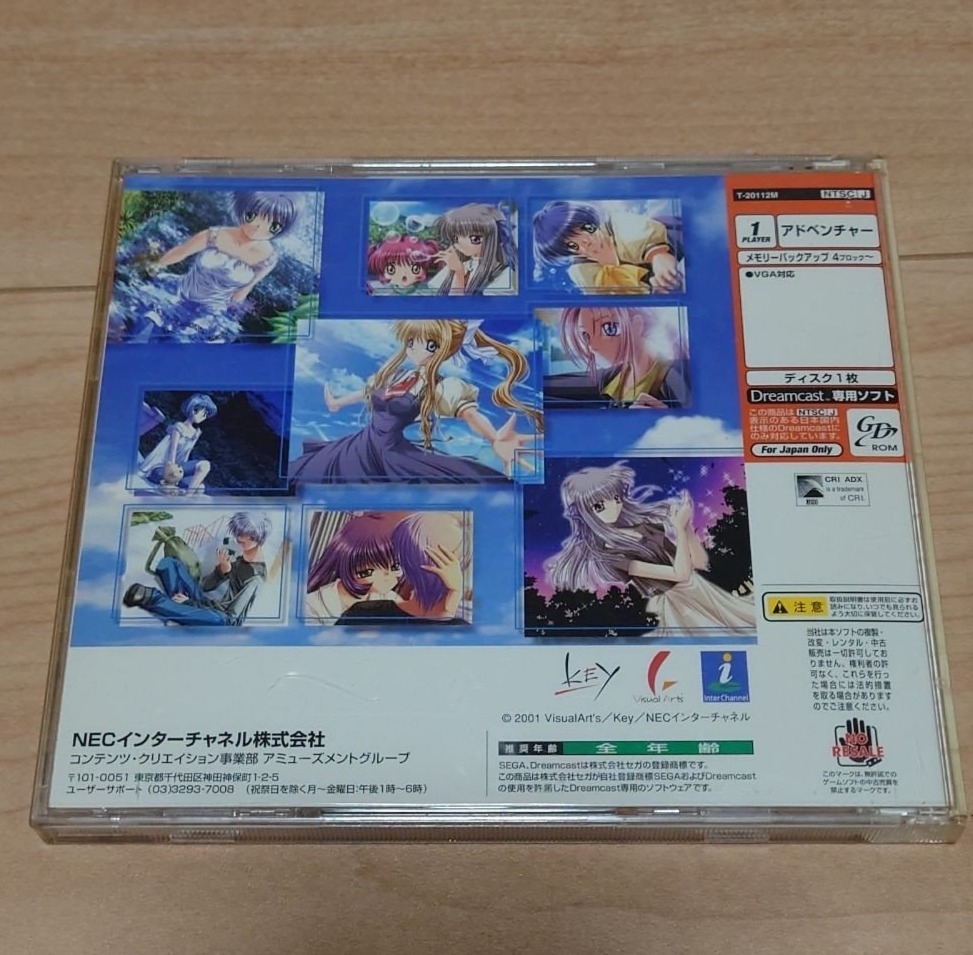 T-20112M
NTSC J
1
PLAYER
アドベンチャー
メモリーバックアップ 4ブロック〜
●VGA対応
ディスク1枚
Dreamcast 専用ソフト
この商品は NTSC J
表示のある日本国内
仕様のDreamcastに
のみ対応しています。
For Japan Only
GD
ROM
CRI ADX
is a trademark
of CRI.
注意
取扱説明書は使用前に必ずお
読みになり、いつでも見られる
よう大切に保管してください。
当社は本ソフトの複製・
改変・レンタル・中古
販売は一切許可してお
りません。権利者の許
可なく、これらを行っ
た場合には法的措置
を取る場合があります
のでご注意ください。
NO
RESALE
このマークは、無許諾での
ゲームソフトの中古売買を
禁止するマークです。
KEY
Visual Arts
i
InterChannel
© 2001 VisualArt's／Key／NECインターチャネル
NECインターチャネル株式会社
コンテンツ・クリエイション事業部 アミューズメントグループ
〒101-0051 東京都千代田区神田神保町1-2-5
ユーザーサポート (03)3293-7008 (祝祭日を除く月〜金曜日:午後1時〜6時)
推奨年齢 全年齢
SEGA、Dreamcastは株式会社セガの登録商標です。
この商品は株式会社セガが自社登録商標SEGAおよびDreamcast
の使用を許諾したDreamcast専用のソフトウェアです。